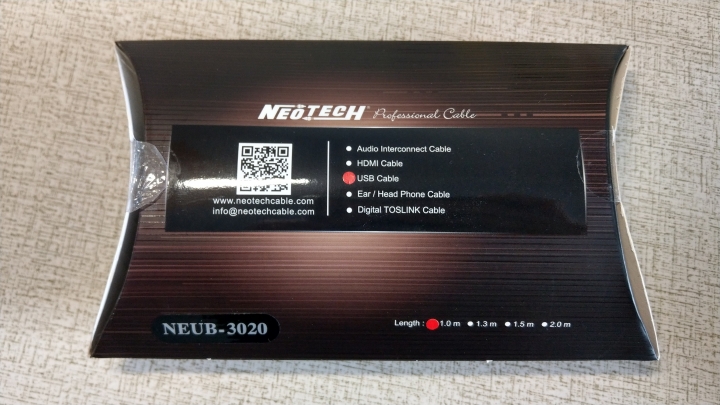 NEOTECH Professional Cable
Audio Interconnect Cable
HDMI Cable
USB Cable
Ear / Head Phone Cable
Digital TOSLINK Cable
www.neotechcable.com
info@neotechcable.com
NEUB-3020
Length : 1.0 m 1.3 m 1.5 m 2.0 m